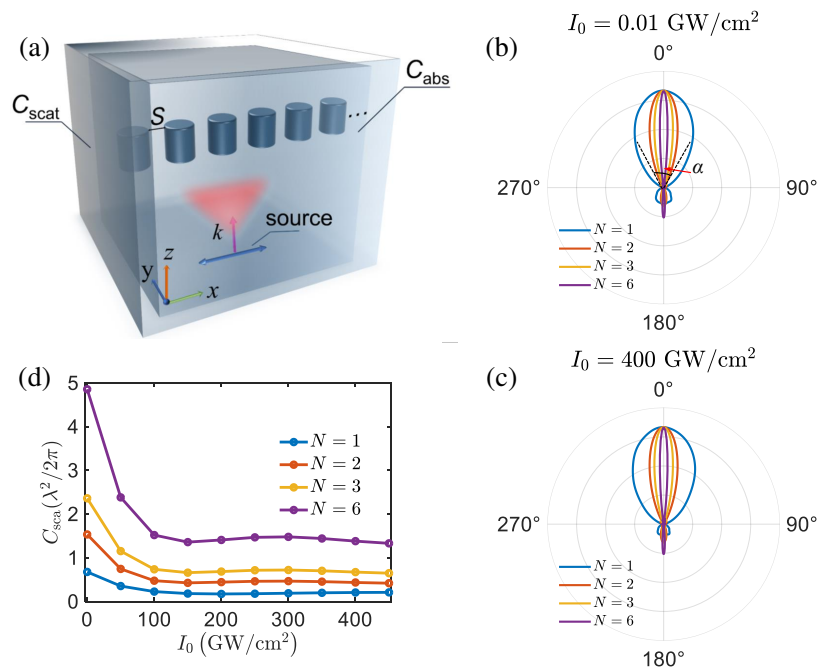 (a)
C_scat
S
C_abs
...
k
source
y
z
x
(b)
I_0 = 0.01 GW/cm^2
0°
270°
90°
α
N = 1
N = 2
N = 3
N = 6
180°
(d)
5
4
3
2
1
0
C_sca(λ^2/2π)
N = 1
N = 2
N = 3
N = 6
0 100 200 300 400
I_0 (GW/cm^2)
I_0 = 400 GW/cm^2
(c)
0°
270°
90°
N = 1
N = 2
N = 3
N = 6
180°